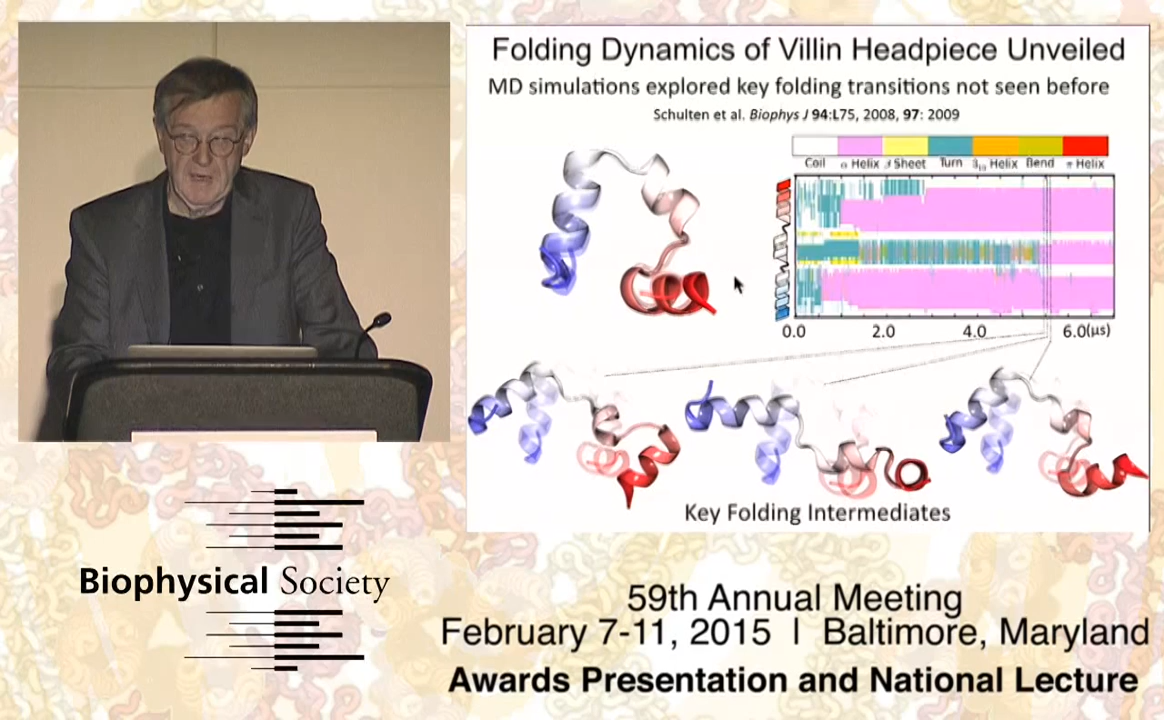 Folding Dynamics of Villin Headpiece Unveiled
MD simulations explored key folding transitions not seen before
Schulten et al. Biophys J 94:L75, 2008, 97: 2009
Coil α Helix β Sheet Turn 3₁₀ Helix Bend π Helix
0.0 2.0 4.0 6.0(μs)
Key Folding Intermediates
Biophysical Society
59th Annual Meeting
February 7-11, 2015 | Baltimore, Maryland
Awards Presentation and National Lecture